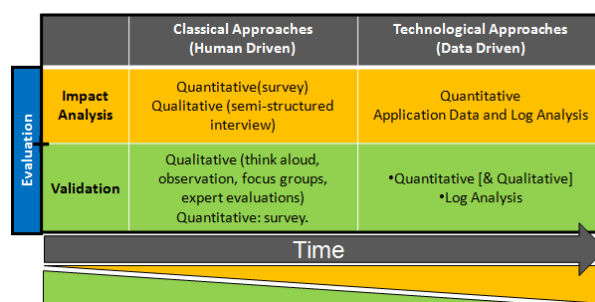 Classical Approaches
(Human Driven)
Technological Approaches
(Data Driven)
Evaluation
Impact
Analysis
Quantitative(survey)
Qualitative (semi-structured
interview)
Quantitative
Application Data and Log Analysis
Validation
Qualitative (think aloud,
observation, focus groups,
expert evaluations)
Quantitative: survey.
•Quantitative [& Qualitative]
•Log Analysis
Time